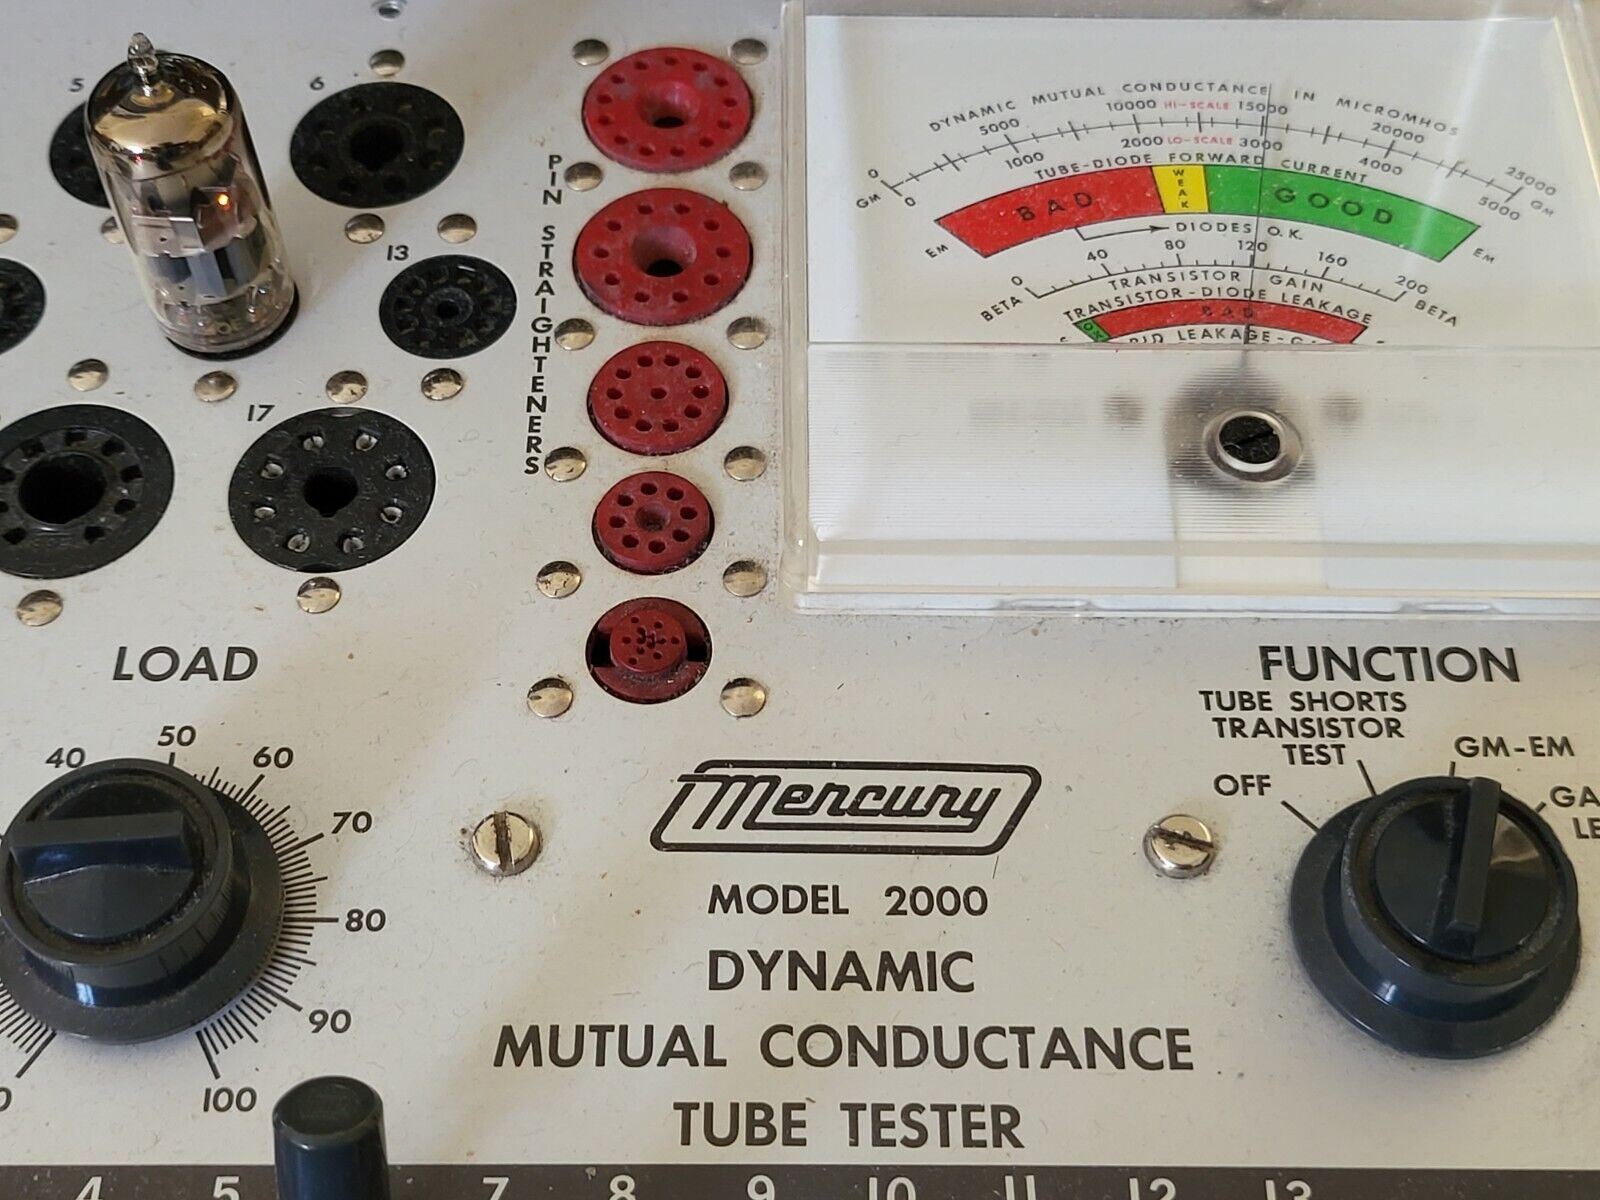 5
6
13
17
PIN STRAIGHTENERS
DYNAMIC MUTUAL CONDUCTANCE IN MICROMHOS
0 5000 10000 HI-SCALE 15000 20000 25000
GM 0 1000 2000 LO-SCALE 3000 4000 5000 GM
TUBE-DIODE FORWARD CURRENT
BAD WEAK GOOD
EM DIODES O.K. EM
0 40 80 120 160 200
BETA TRANSISTOR GAIN BETA
TRANSISTOR-DIODE LEAKAGE
OK BAD
LEAKAGE-
LOAD
40 50 60 70 80 90 100
FUNCTION
TUBE SHORTS
TRANSISTOR
TEST
OFF
GM-EM
GA
LE
Mercury
MODEL 2000
DYNAMIC
MUTUAL CONDUCTANCE
TUBE TESTER
4 5 7 8 9 10 11 12 13